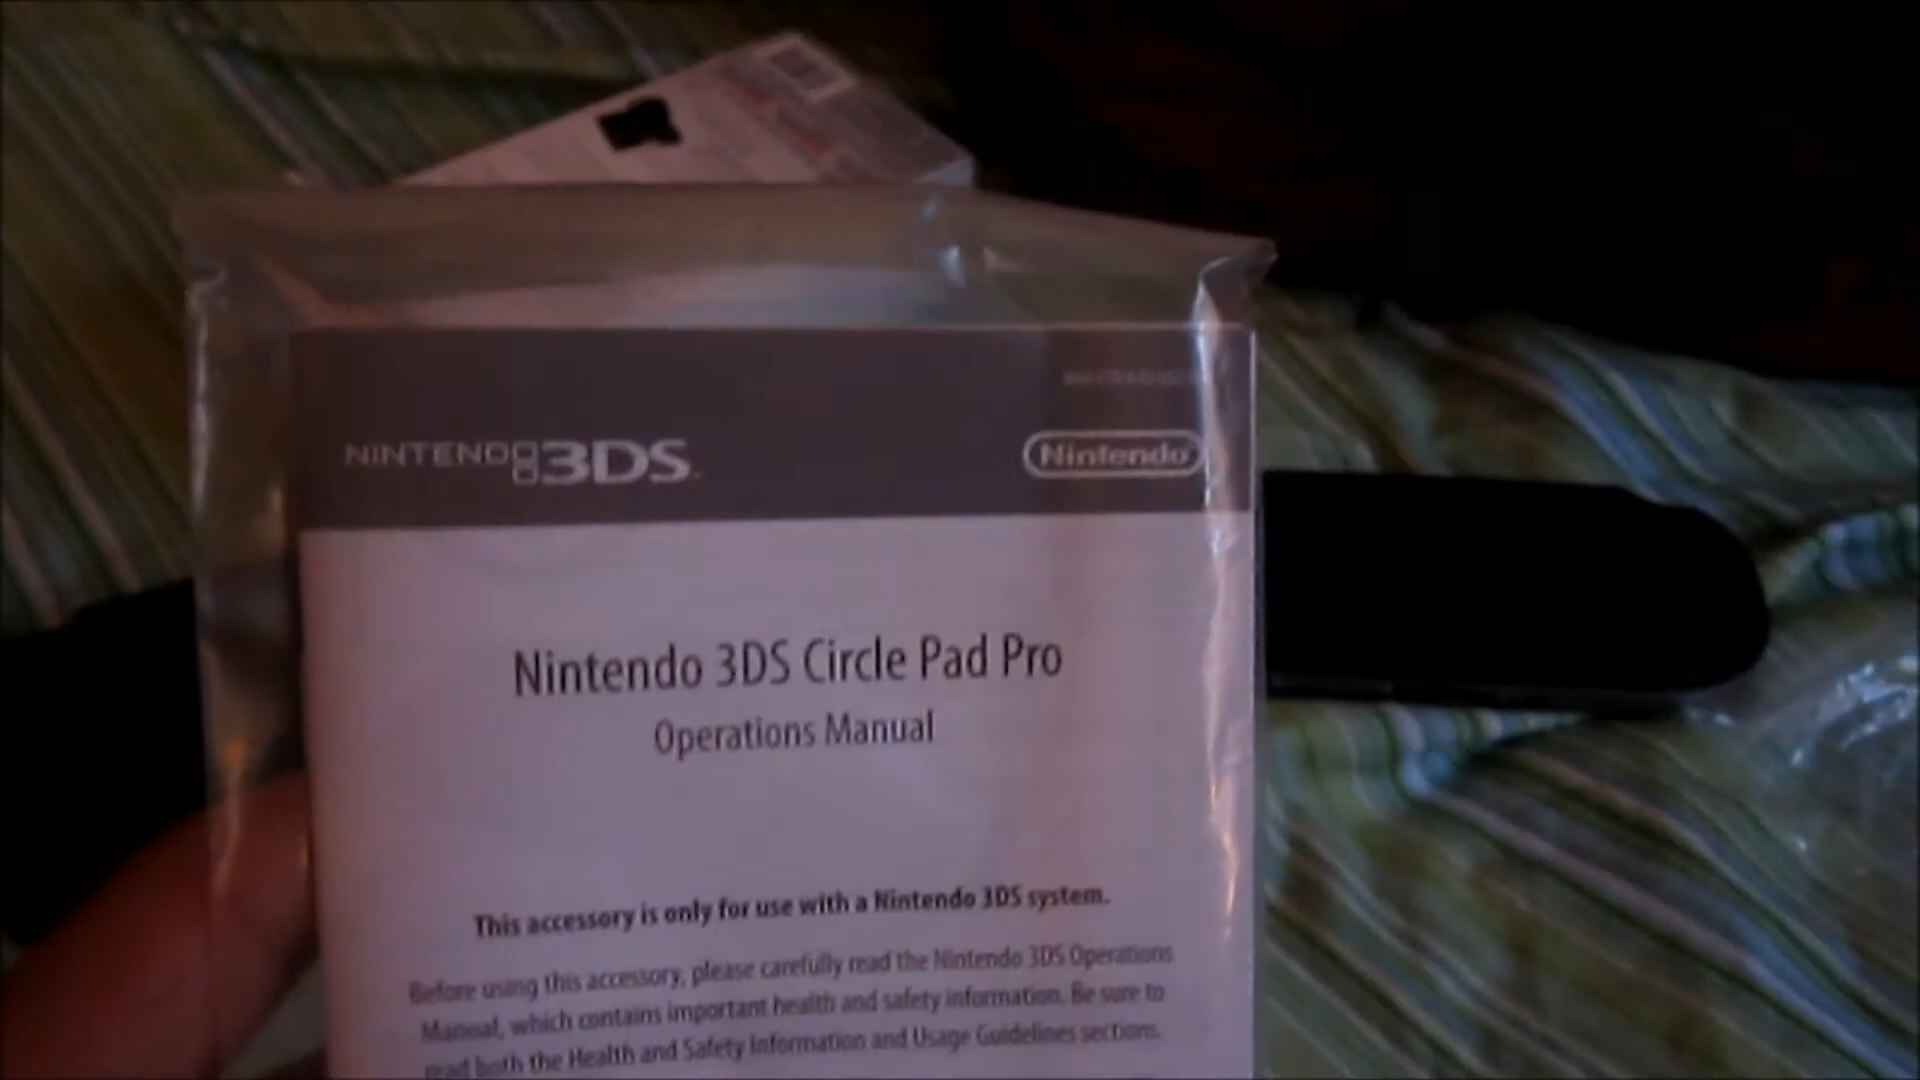 NINTENDO 3DS
Nintendo
Nintendo 3DS Circle Pad Pro
Operations Manual
This accessory is only for use with a Nintendo 3DS system.
Before using this accessory, please carefully read the Nintendo 3DS Operations
Manual, which contains important health and safety information. Be sure to
read both the Health and Safety Information and Usage Guidelines sections.